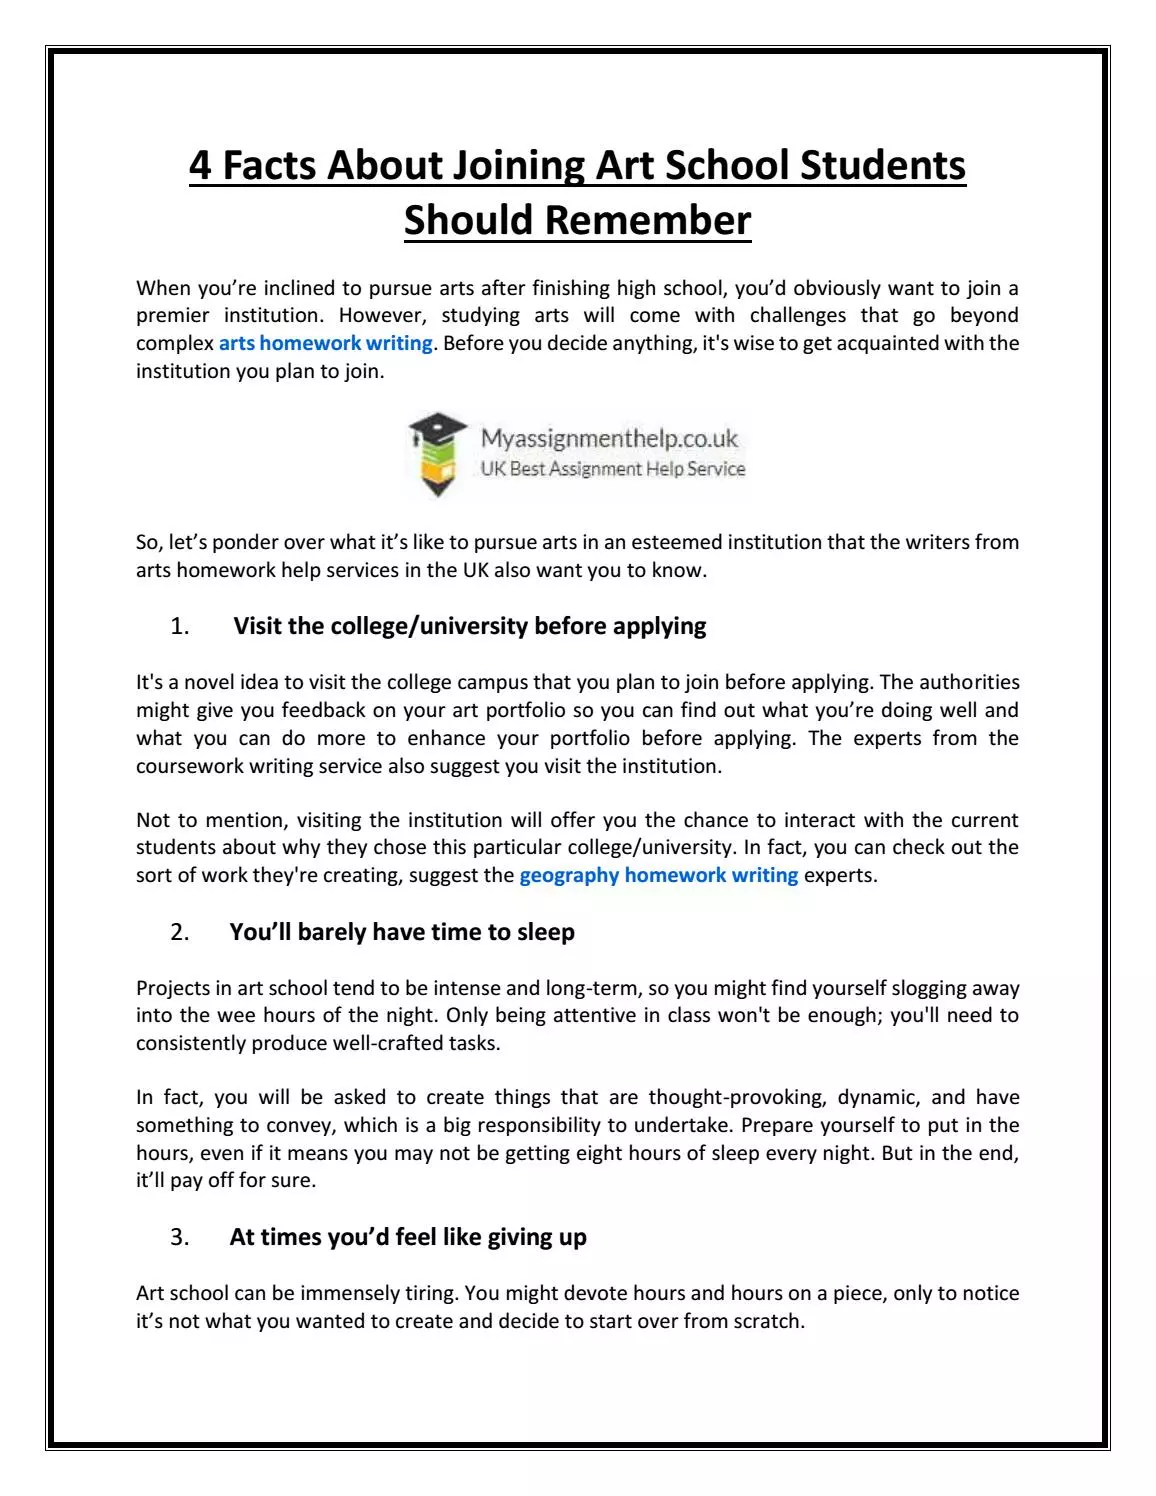 4 Facts About Joining Art School Students
Should Remember
When you’re inclined to pursue arts after finishing high school, you’d obviously want to join a
premier institution. However, studying arts will come with challenges that go beyond
complex arts homework writing. Before you decide anything, it's wise to get acquainted with the
institution you plan to join.
Myassignmenthelp.co.uk
UK Best Assignment Help Service
So, let’s ponder over what it’s like to pursue arts in an esteemed institution that the writers from
arts homework help services in the UK also want you to know.
1. Visit the college/university before applying
It's a novel idea to visit the college campus that you plan to join before applying. The authorities
might give you feedback on your art portfolio so you can find out what you’re doing well and
what you can do more to enhance your portfolio before applying. The experts from the
coursework writing service also suggest you visit the institution.
Not to mention, visiting the institution will offer you the chance to interact with the current
students about why they chose this particular college/university. In fact, you can check out the
sort of work they're creating, suggest the geography homework writing experts.
2. You’ll barely have time to sleep
Projects in art school tend to be intense and long-term, so you might find yourself slogging away
into the wee hours of the night. Only being attentive in class won't be enough; you'll need to
consistently produce well-crafted tasks.
In fact, you will be asked to create things that are thought-provoking, dynamic, and have
something to convey, which is a big responsibility to undertake. Prepare yourself to put in the
hours, even if it means you may not be getting eight hours of sleep every night. But in the end,
it’ll pay off for sure.
3. At times you’d feel like giving up
Art school can be immensely tiring. You might devote hours and hours on a piece, only to notice
it’s not what you wanted to create and decide to start over from scratch.